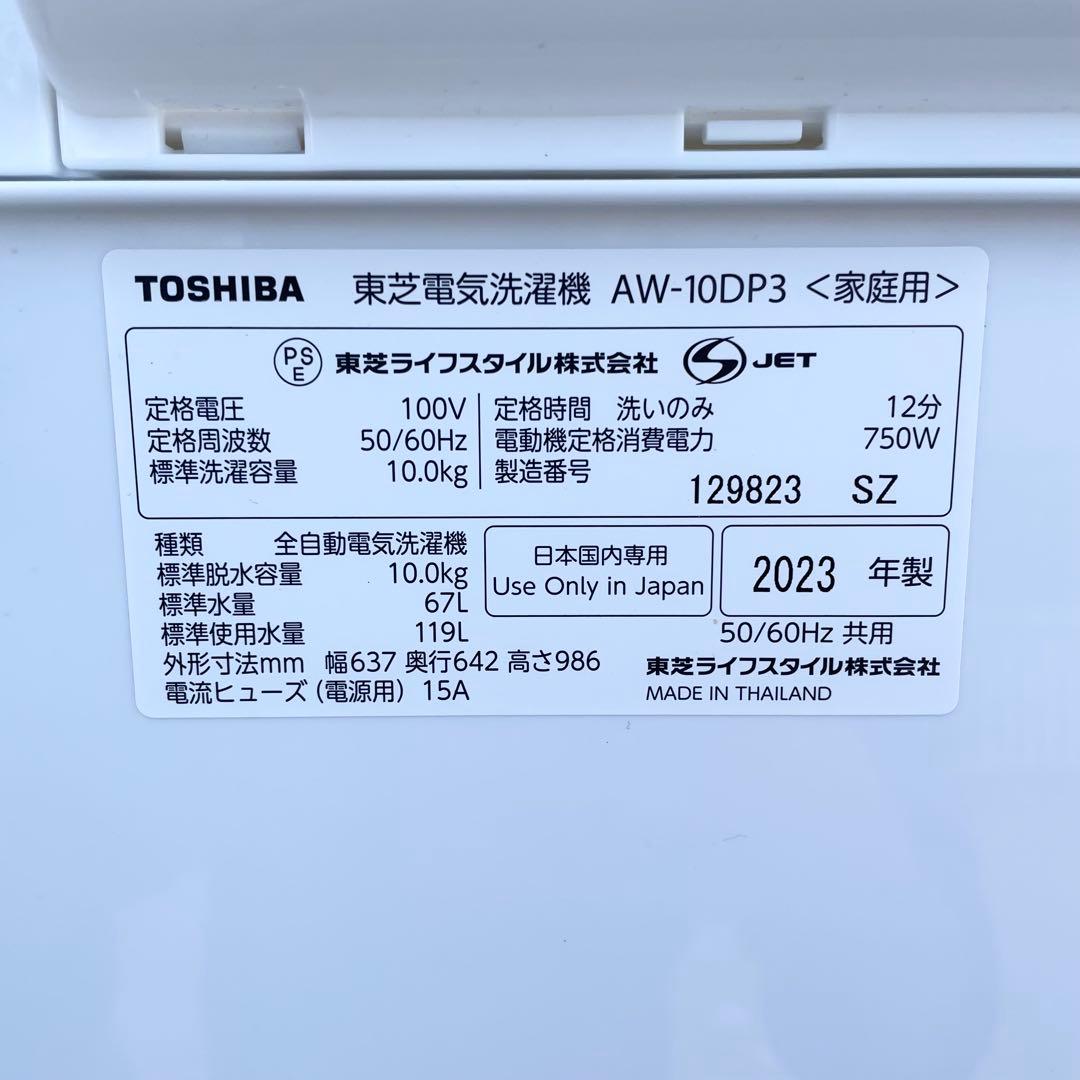 TOSHIBA 東芝電気洗濯機 AW-10DP3 <家庭用>
PSE 東芝ライフスタイル株式会社 S JET
定格電圧 100V
定格周波数 50/60Hz
標準洗濯容量 10.0kg
定格時間 洗いのみ 12分
電動機定格消費電力 750W
製造番号 129823 SZ
種類 全自動電気洗濯機
標準脱水容量 10.0kg
標準水量 67L
標準使用水量 119L
外形寸法mm 幅637 奥行642 高さ986
電流ヒューズ (電源用) 15A
日本国内専用
Use Only in Japan
2023 年製
50/60Hz 共用
東芝ライフスタイル株式会社
MADE IN THAILAND